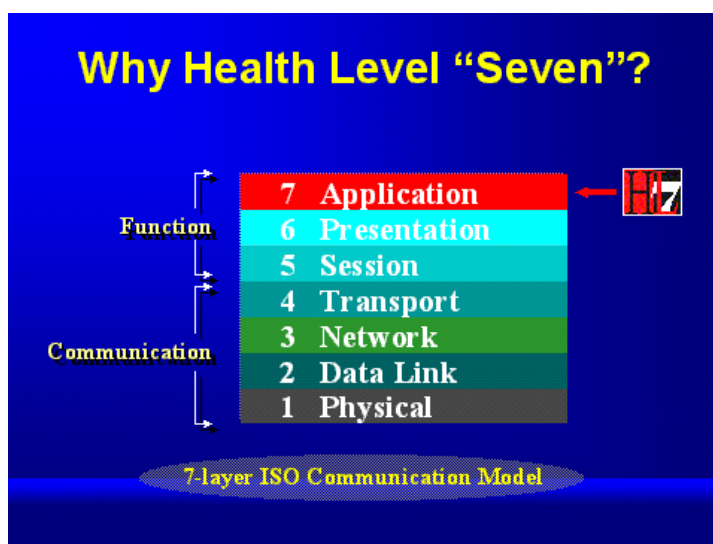 Why Health Level “Seven”?
7 Application
HL7
Function
6 Presentation
5 Session
4 Transport
3 Network
Communication
2 Data Link
1 Physical
7-layer ISO Communication Model